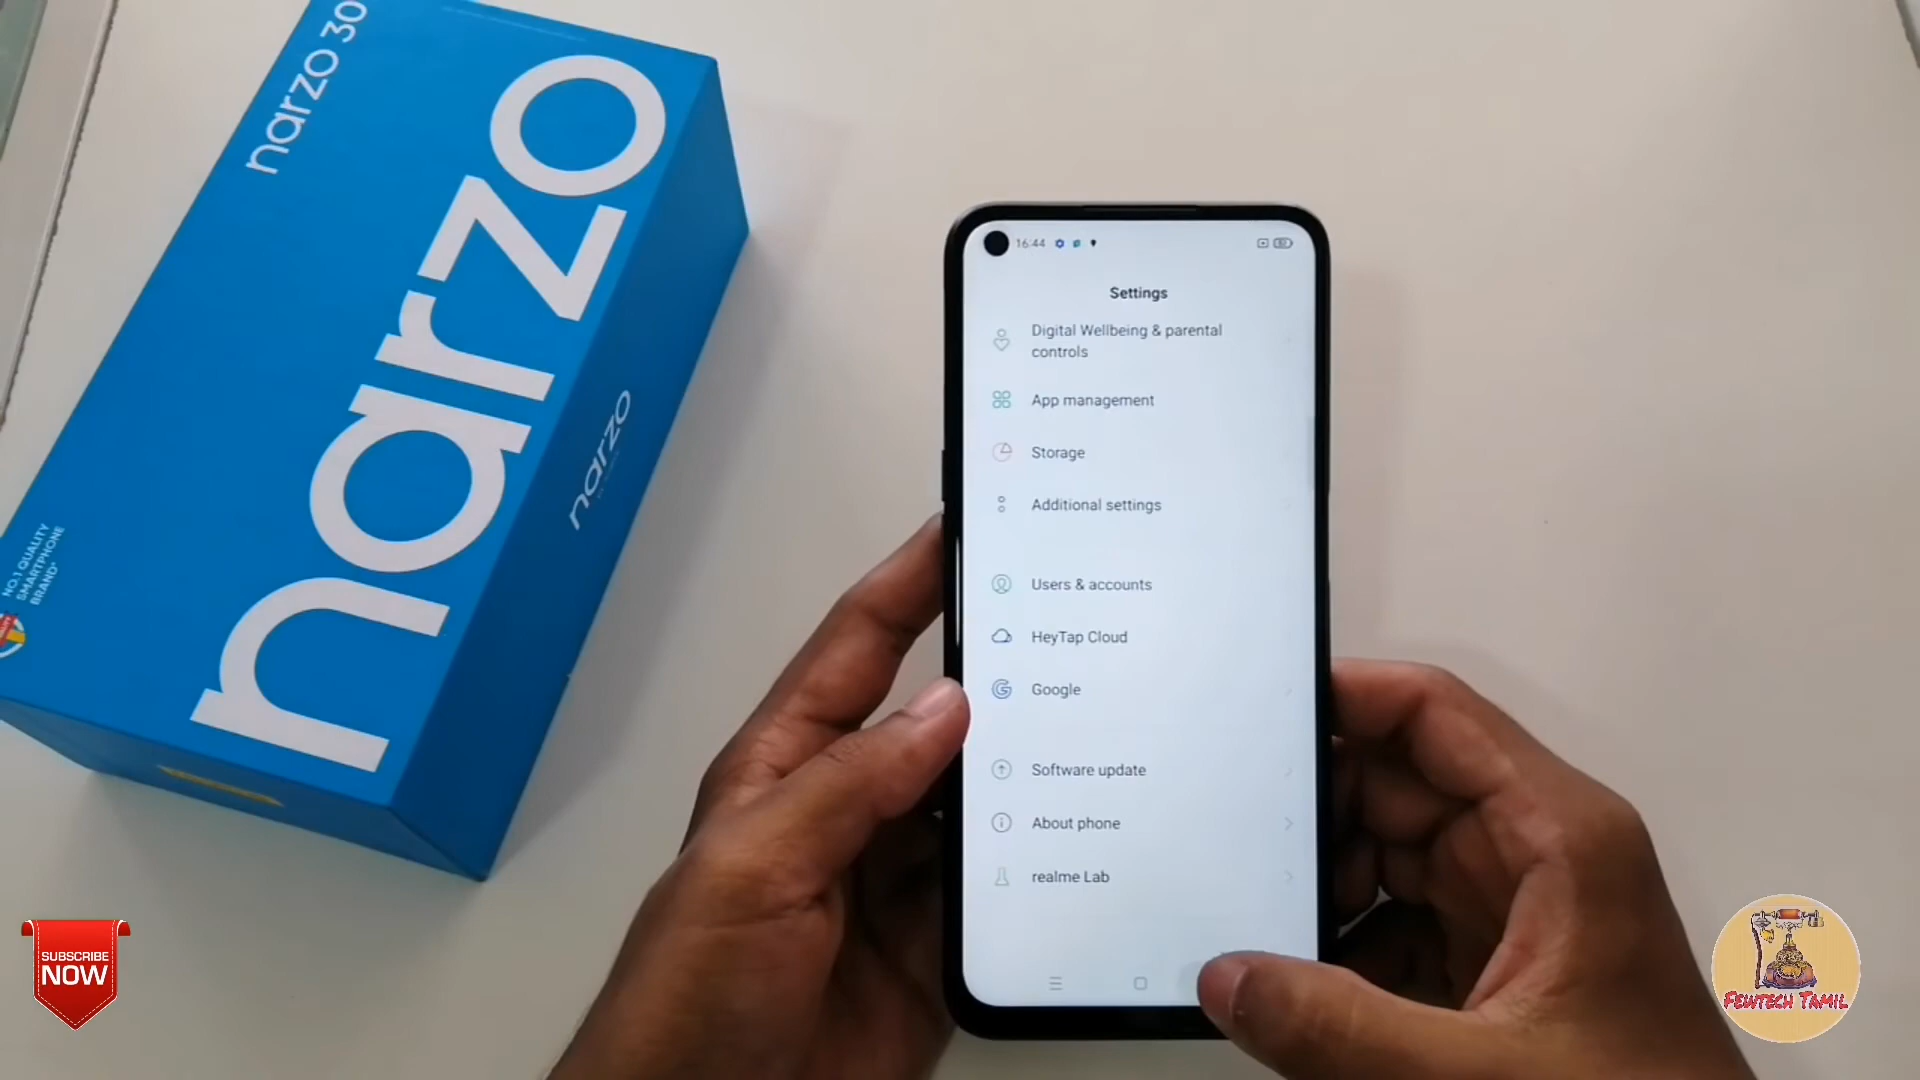 narzo 30
narzo
narzo
NO.1 QUALITY
SMARTPHONE
BRAND*
16:44
Settings
Digital Wellbeing & parental
controls
App management
Storage
Additional settings
Users & accounts
HeyTap Cloud
Google
Software update
About phone
realme Lab
SUBSCRIBE
NOW
FEWTECH TAMIL